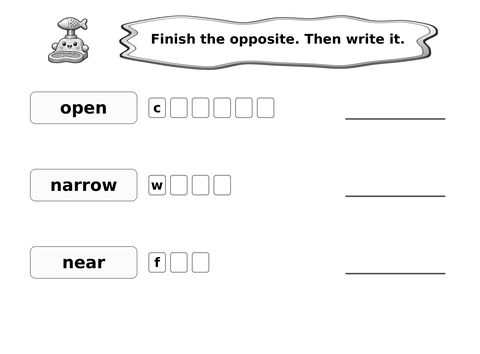 Finish the opposite. Then write it.
open c
narrow w
near f